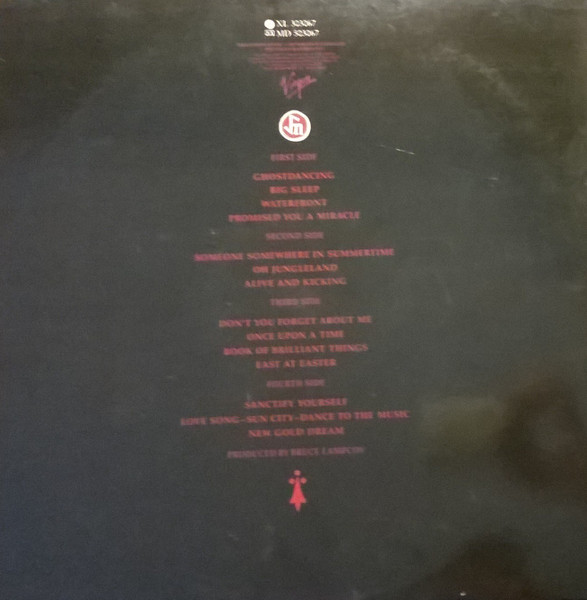 XL 323267
MD 323267
Virgin
FIRST SIDE
GHOSTDANCING
BIG SLEEP
WATERFRONT
PROMISED YOU A MIRACLE
SECOND SIDE
SOMEONE SOMEWHERE IN SUMMERTIME
OH JUNGLELAND
ALIVE AND KICKING
THIRD SIDE
DON'T YOU FORGET ABOUT ME
ONCE UPON A TIME
BOOK OF BRILLIANT THINGS
EAST AT EASTER
FOURTH SIDE
SANCTIFY YOURSELF
LOVE SONG–SUN CITY–DANCE TO THE MUSIC
NEW GOLD DREAM
PRODUCED BY BRUCE LAMPCOV